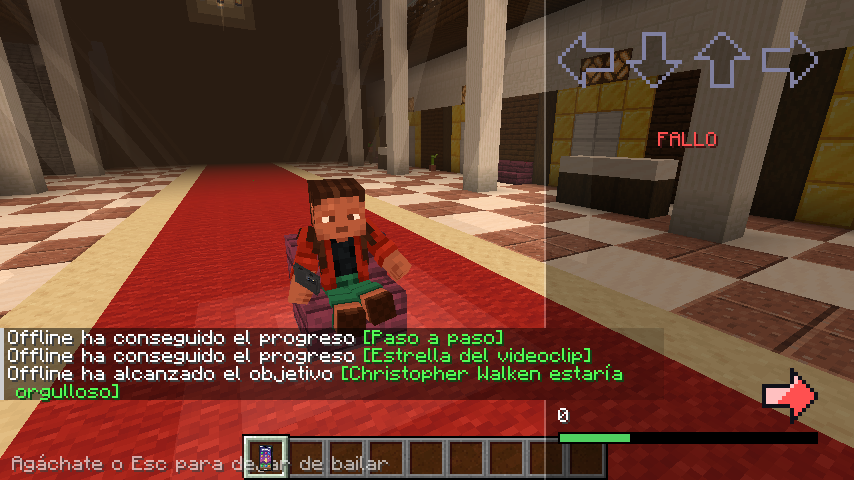 FALLO
Offline ha conseguido el progreso [Paso a paso]
Offline ha conseguido el progreso [Estrella del videoclip]
Offline ha alcanzado el objetivo [Christopher Walken estaría
orgulloso]
0
Agáchate o Esc para dejar de bailar